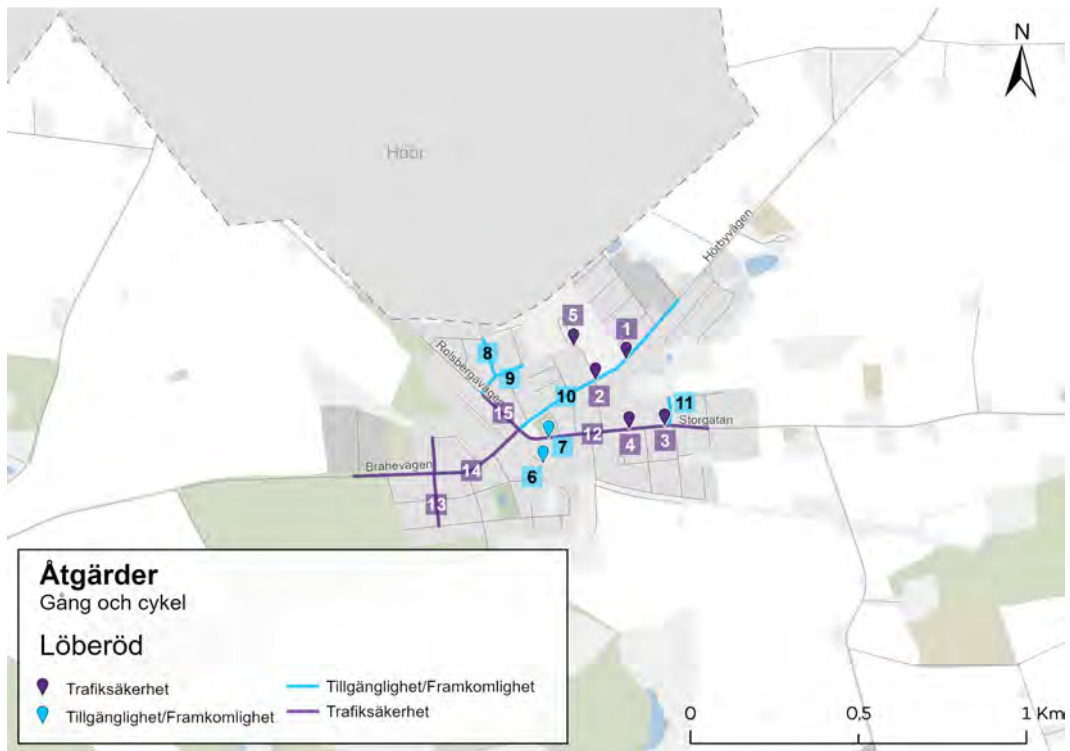 N
Höör
Hörbyvägen
5
1
8
Rolsbergavägen
9
2
10
11
15
Storgatan
12
4
3
7
Brahevägen
14
6
13
Åtgärder
Gång och cykel
Löberöd
Trafiksäkerhet
Tillgänglighet/Framkomlighet
Tillgänglighet/Framkomlighet
Trafiksäkerhet
0 0,5 1 Km